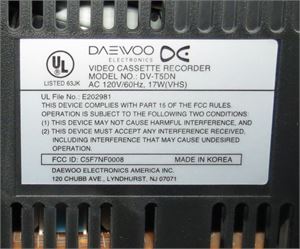 UL
LISTED 63JK
DAEWOO
ELECTRONICS
VIDEO CASSETTE RECORDER
MODEL NO.: DV-T5DN
AC 120V/60Hz, 17W(VHS)
UL File No.: E202981
THIS DEVICE COMPLIES WITH PART 15 OF THE FCC RULES.
OPERATION IS SUBJECT TO THE FOLLOWING TWO CONDITIONS:
(1) THIS DEVICE MAY NOT CAUSE HARMFUL INTERFERENCE, AND
(2) THIS DEVICE MUST ACCEPT ANY INTERFERENCE RECEIVED,
INCLUDING INTERFERENCE THAT MAY CAUSE UNDESIRED
OPERATION.
FCC ID: C5F7NF0008 MADE IN KOREA
DAEWOO ELECTRONICS AMERICA INC.
120 CHUBB AVE., LYNDHURST, NJ 07071